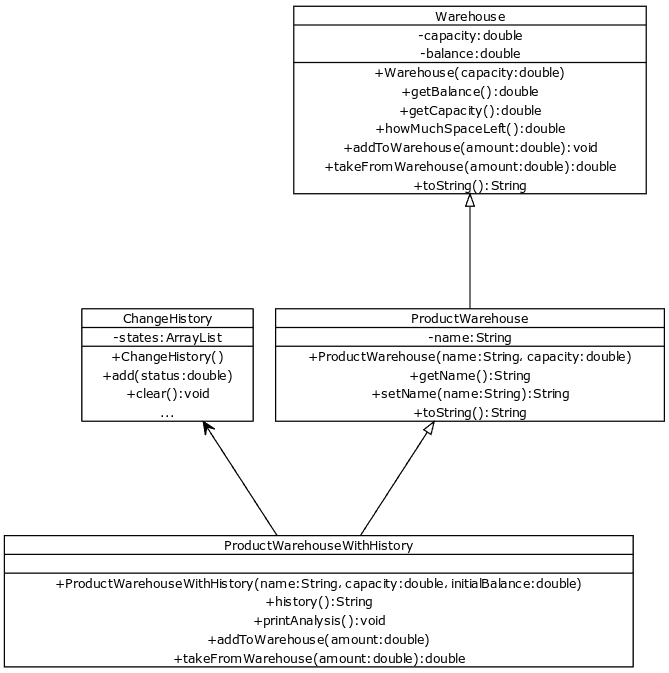 Warehouse
-capacity:double
-balance:double
+Warehouse(capacity:double)
+getBalance():double
+getCapacity():double
+howMuchSpaceLeft():double
+addToWarehouse(amount:double):void
+takeFromWarehouse(amount:double):double
+toString():String
ChangeHistory
-states:ArrayList
+ChangeHistory()
+add(status:double)
+clear():void
...
ProductWarehouse
-name:String
+ProductWarehouse(name:String, capacity:double)
+getName():String
+setName(name:String):String
+toString():String
ProductWarehouseWithHistory
+ProductWarehouseWithHistory(name:String, capacity:double, initialBalance:double)
+history():String
+printAnalysis():void
+addToWarehouse(amount:double)
+takeFromWarehouse(amount:double):double